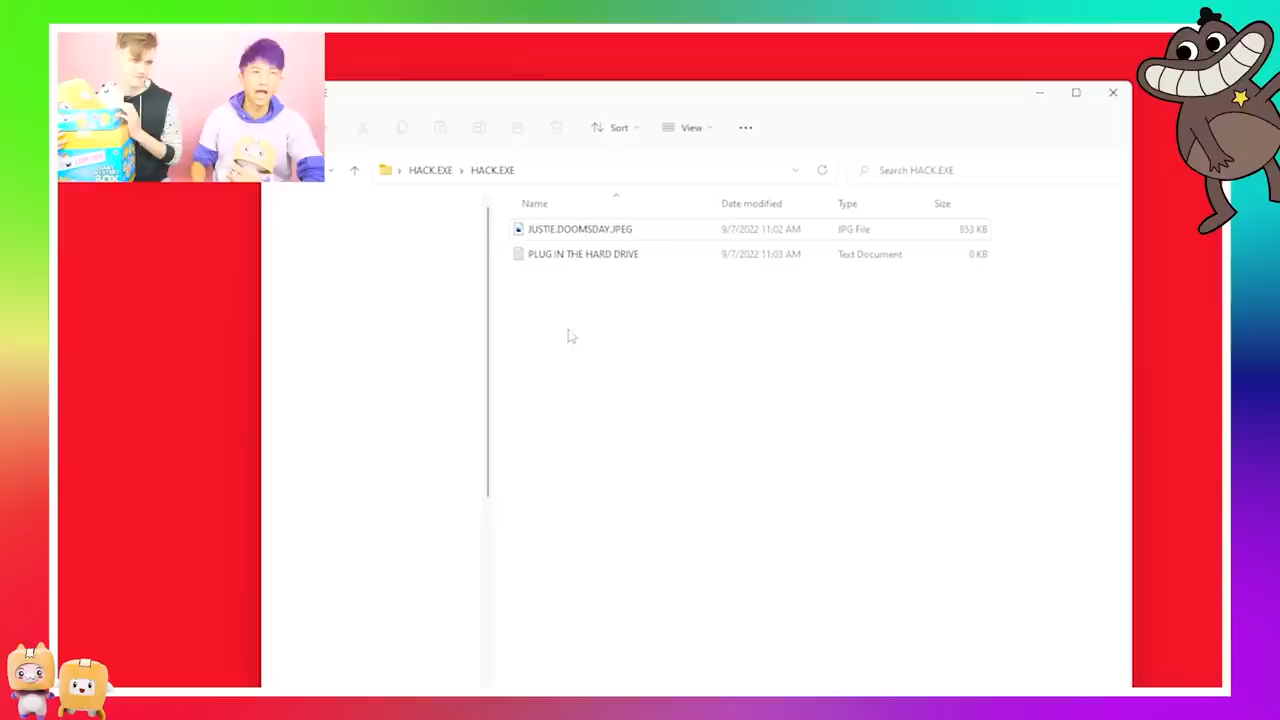 Sort
View
HACK.EXE > HACK.EXE
Search HACK.EXE
Name
Date modified
Type
Size
JUSTIE.DOOMSDAY.JPEG
9/7/2022 11:02 AM
JPG File
853 KB
PLUG IN THE HARD DRIVE
9/7/2022 11:03 AM
Text Document
0 KB